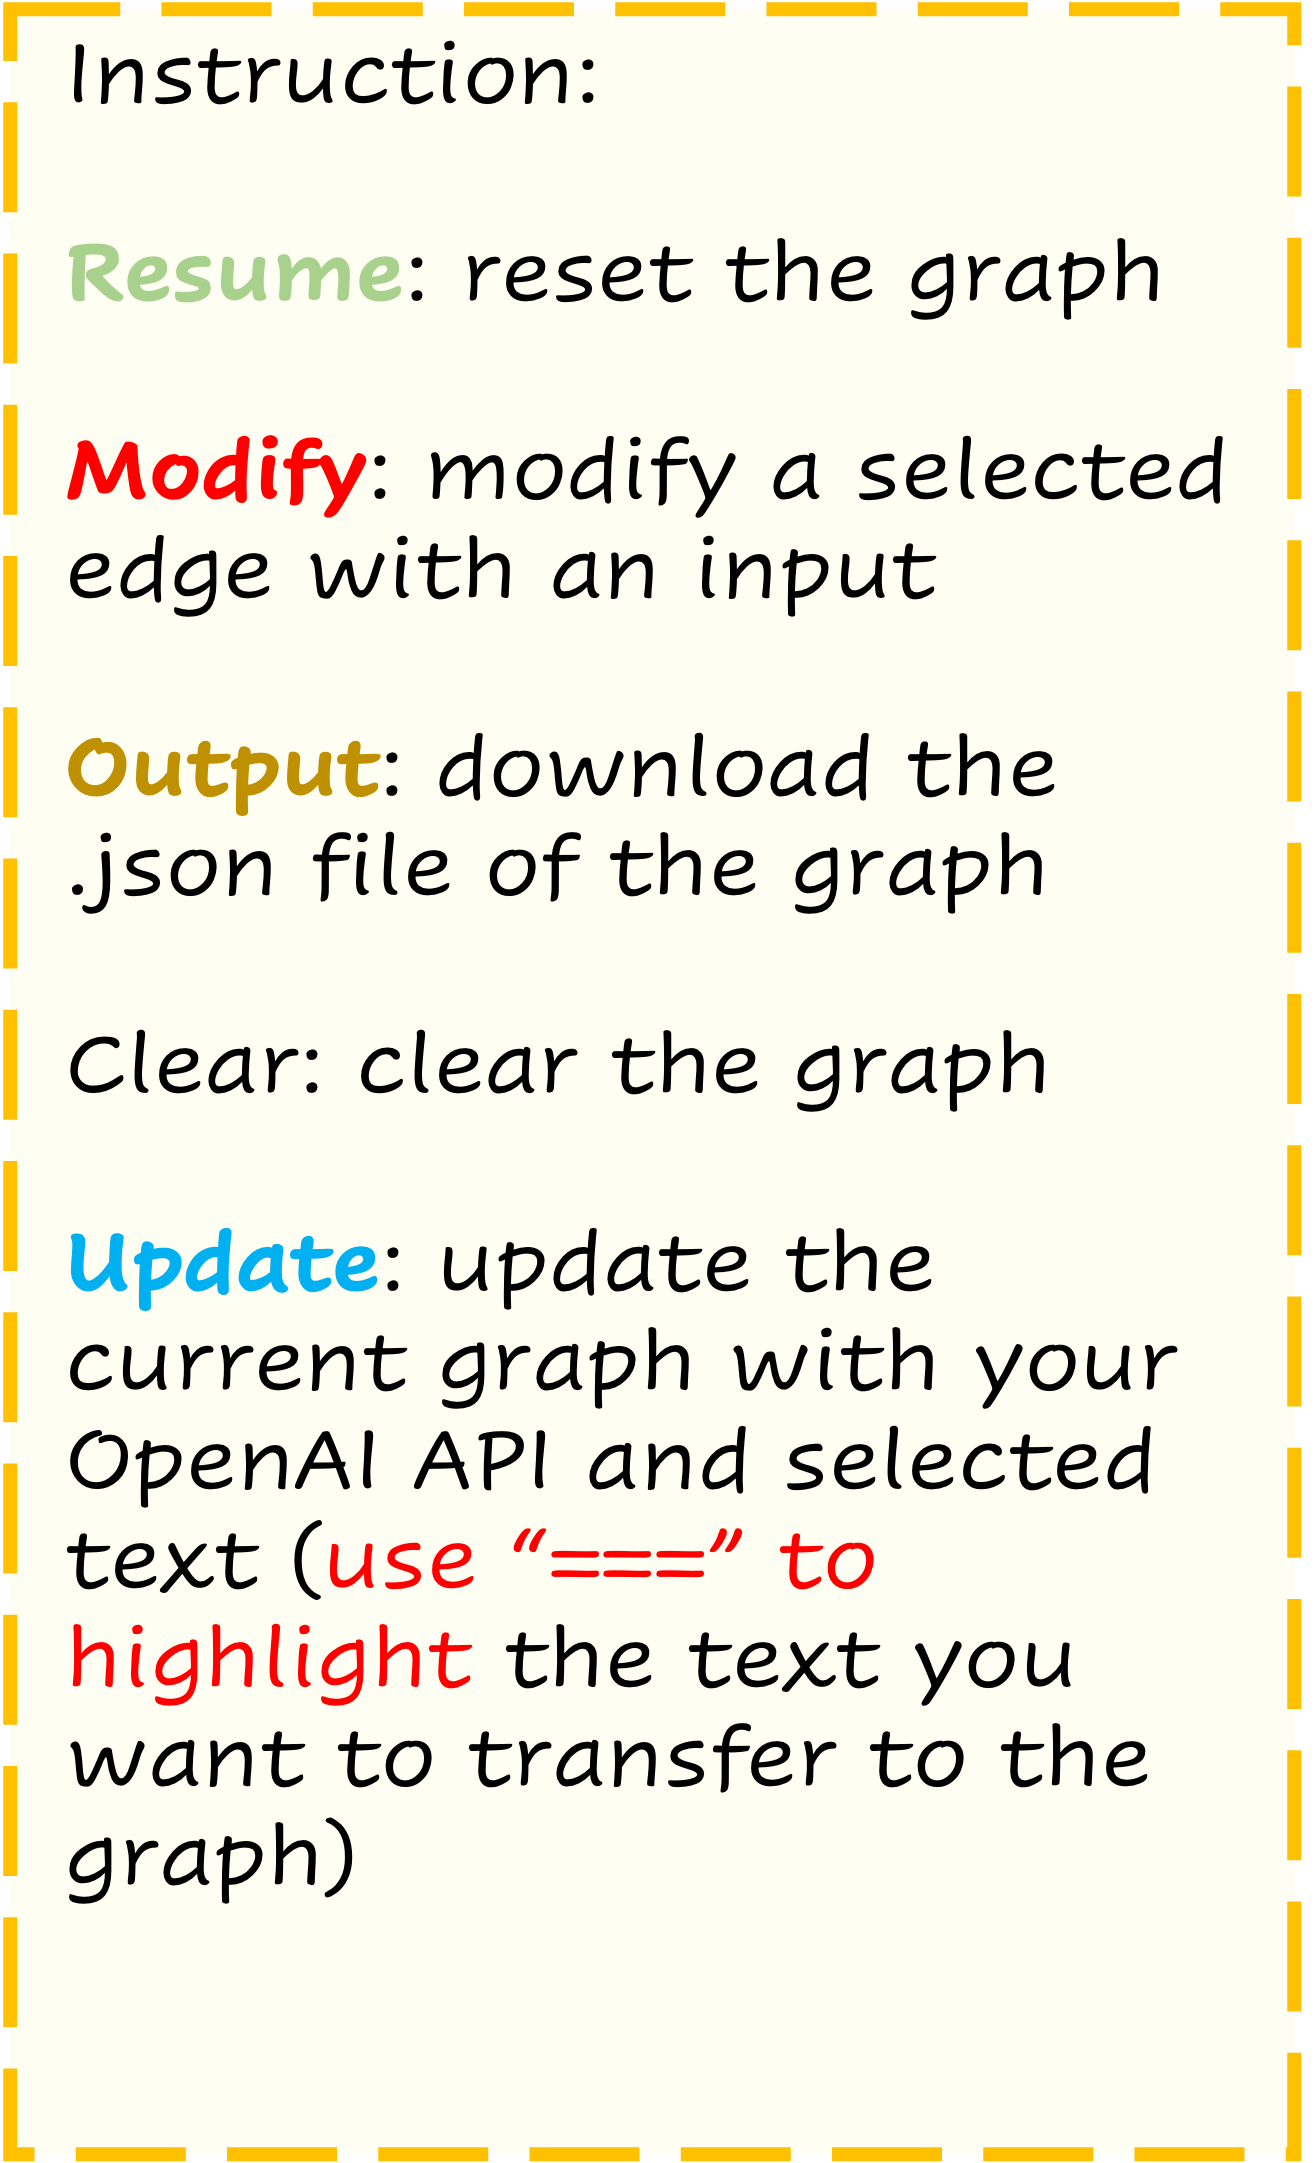 Instruction:
Resume: reset the graph
Modify: modify a selected
edge with an input
Output: download the
.json file of the graph
Clear: clear the graph
Update: update the
current graph with your
OpenAI API and selected
text (use “===” to
highlight the text you
want to transfer to the
graph)